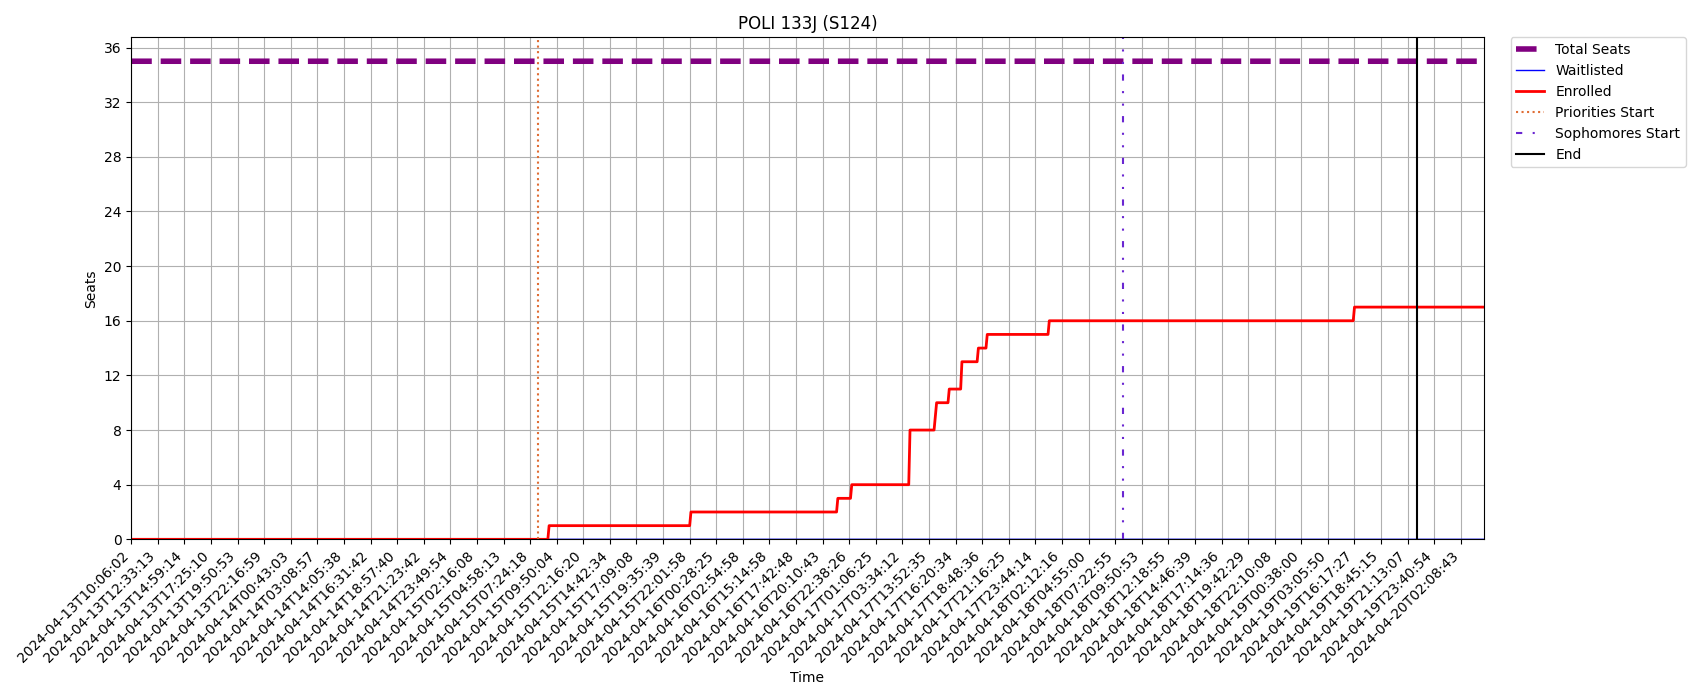 POLI 133J (S124)
Total Seats
Waitlisted
Enrolled
Priorities Start
Sophomores Start
End
Seats
36
32
28
24
20
16
12
8
4
0
2024-04-13T10:06:02
2024-04-13T12:33:13
2024-04-13T14:59:14
2024-04-13T17:25:10
2024-04-13T19:50:53
2024-04-13T22:16:59
2024-04-14T00:43:03
2024-04-14T03:08:57
2024-04-14T14:05:38
2024-04-14T16:31:42
2024-04-14T18:57:40
2024-04-14T21:23:42
2024-04-14T23:49:54
2024-04-15T02:16:08
2024-04-15T04:58:13
2024-04-15T07:24:18
2024-04-15T09:50:04
2024-04-15T12:16:20
2024-04-15T14:42:34
2024-04-15T17:09:08
2024-04-15T19:35:39
2024-04-15T22:01:58
2024-04-16T00:28:25
2024-04-16T02:54:58
2024-04-16T15:14:58
2024-04-16T17:42:48
2024-04-16T20:10:43
2024-04-16T22:38:26
2024-04-17T01:06:25
2024-04-17T03:34:12
2024-04-17T13:52:35
2024-04-17T16:20:34
2024-04-17T18:48:36
2024-04-17T21:16:25
2024-04-17T23:44:14
2024-04-18T02:12:16
2024-04-18T04:55:00
2024-04-18T07:22:55
2024-04-18T09:50:53
2024-04-18T12:18:55
2024-04-18T14:46:39
2024-04-18T17:14:36
2024-04-18T19:42:29
2024-04-18T22:10:08
2024-04-19T00:38:00
2024-04-19T03:05:50
2024-04-19T16:17:27
2024-04-19T18:45:15
2024-04-19T21:13:07
2024-04-19T23:40:54
2024-04-20T02:08:43
Time